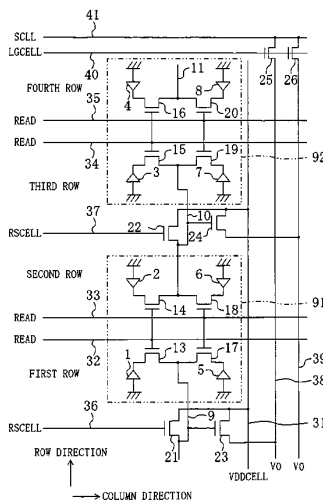 41
SCLL
LGCELL
40
25
26
11
FOURTH ROW
4
8
35
16
20
READ
READ
34
15
19
92
3
7
THIRD ROW
37
10
RSCELL
22
24
SECOND ROW
2
6
33
14
18
91
READ
READ
32
13
17
39
1
5
38
FIRST ROW
36
9
31
RSCELL
21
23
VO
VO
VDDCELL
ROW DIRECTION
COLUMN DIRECTION